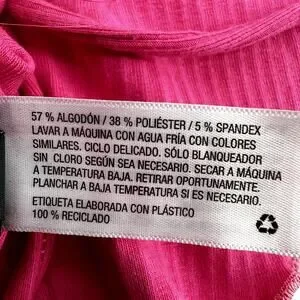 57 % ALGODÓN / 38 % POLIÉSTER / 5 % SPANDEX
LAVAR A MÁQUINA CON AGUA FRÍA CON COLORES
SIMILARES. CICLO DELICADO. SÓLO BLANQUEADOR
SIN CLORO SEGÚN SEA NECESARIO. SECAR A MÁQUINA
A TEMPERATURA BAJA. RETIRAR OPORTUNAMENTE.
PLANCHAR A BAJA TEMPERATURA SI ES NECESARIO.
ETIQUETA ELABORADA CON PLÁSTICO
100 % RECICLADO